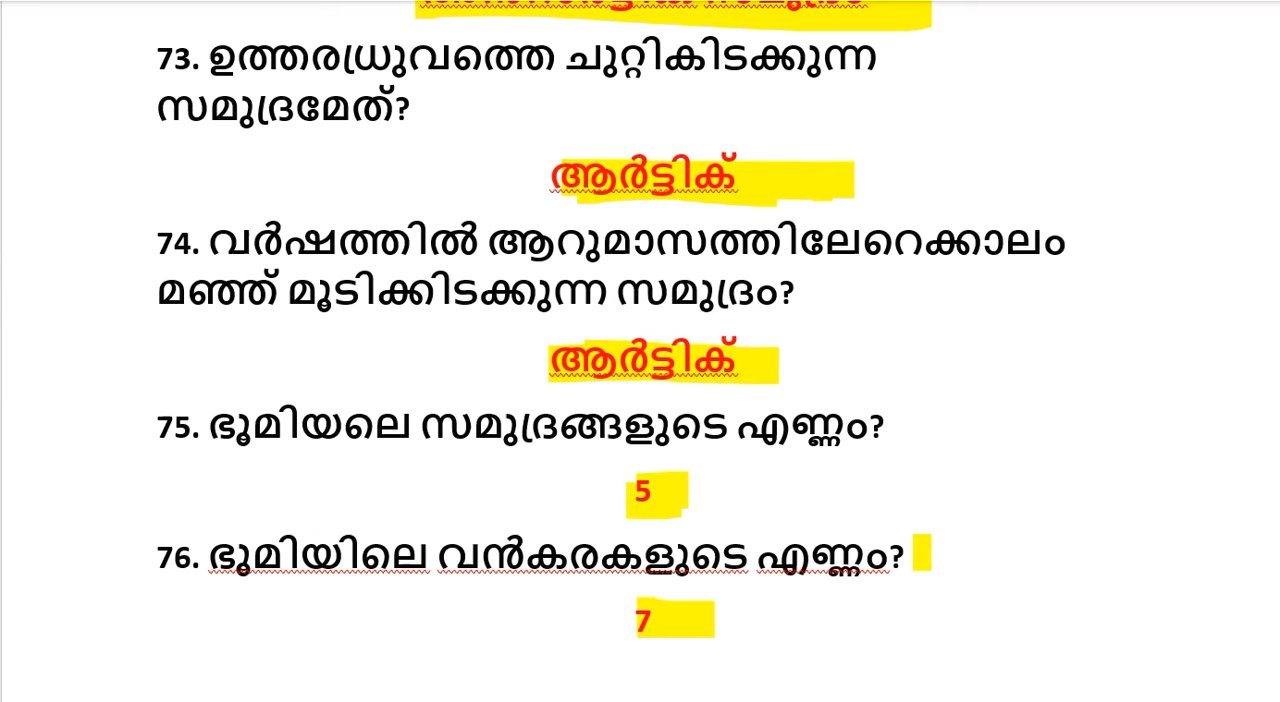 73. ഉത്തരധ്രുവത്തെ ചുറ്റികിടക്കുന്ന
സമുദ്രമേത്?
ആർട്ടിക്
74. വർഷത്തിൽ ആറുമാസത്തിലേറെക്കാലം
മഞ്ഞ് മൂടിക്കിടക്കുന്ന സമുദ്രം?
ആർട്ടിക്
75. ഭൂമിയലെ സമുദ്രങ്ങളുടെ എണ്ണം?
5
76. ഭൂമിയിലെ വൻകരകളുടെ എണ്ണം?
7